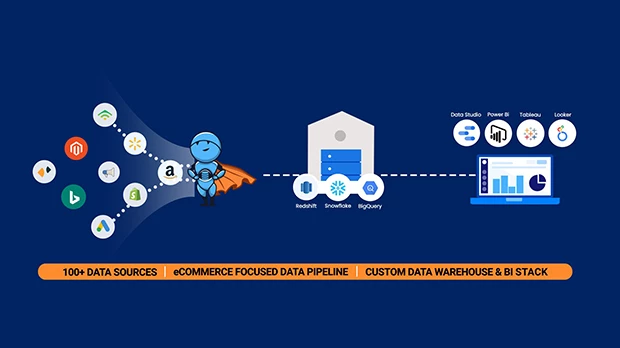 Data Studio
Power Bi
Tableau
Looker
a
Redshift
Snowflake
BigQuery
100+ DATA SOURCES | eCOMMERCE FOCUSED DATA PIPELINE | CUSTOM DATA WAREHOUSE & BI STACK